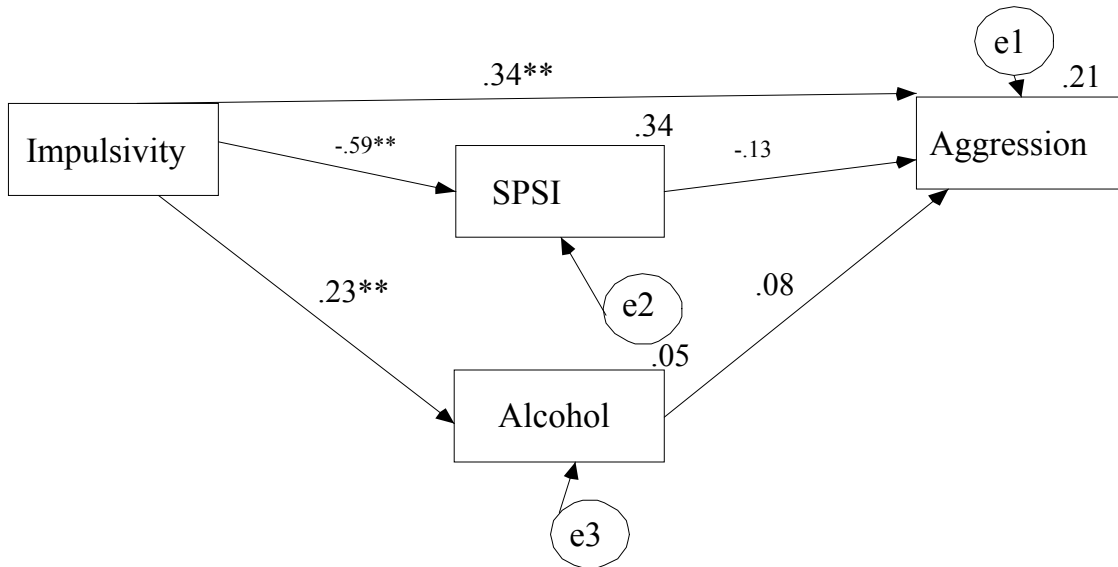 e1
.21
.34**
Impulsivity
-.59**
.34
-.13
Aggression
SPSI
.23**
e2
.08
.05
Alcohol
e3